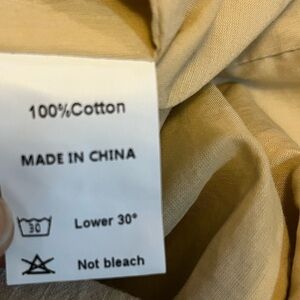 100%Cotton
MADE IN CHINA
30 Lower 30°
Not bleach